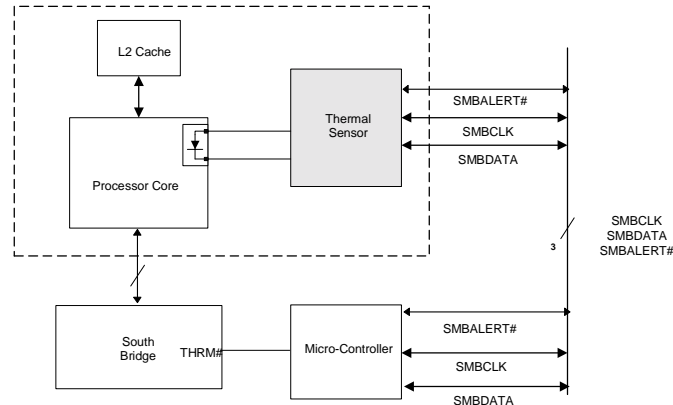 L2 Cache
Thermal
Sensor
SMBALERT#
SMBCLK
SMBDATA
Processor Core
3
SMBCLK
SMBDATA
SMBALERT#
South
Bridge
THRM#
Micro-Controller
SMBALERT#
SMBCLK
SMBDATA